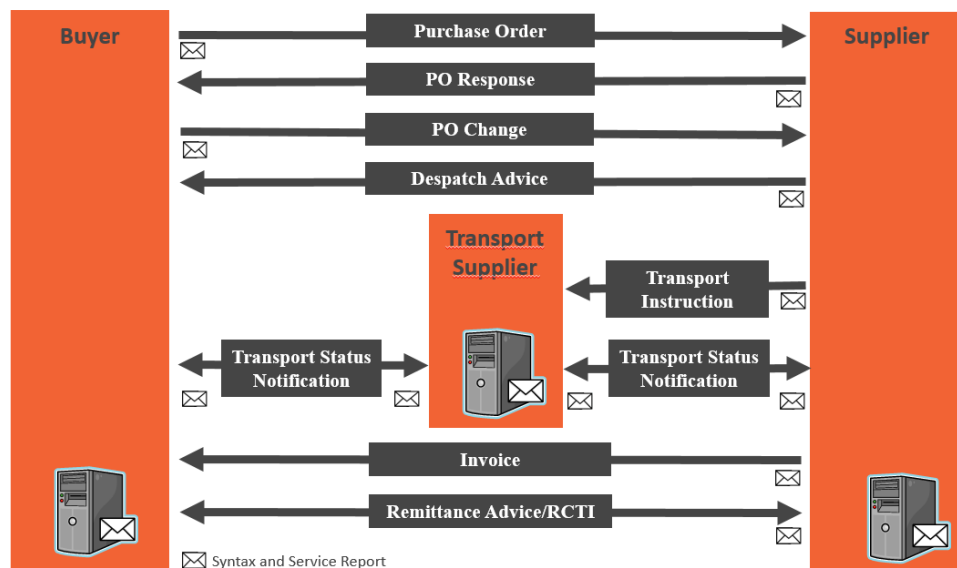 Buyer
Supplier
Purchase Order
PO Response
PO Change
Despatch Advice
Transport
Supplier
Transport
Instruction
Transport Status
Notification
Transport Status
Notification
Invoice
Remittance Advice/RCTI
Syntax and Service Report